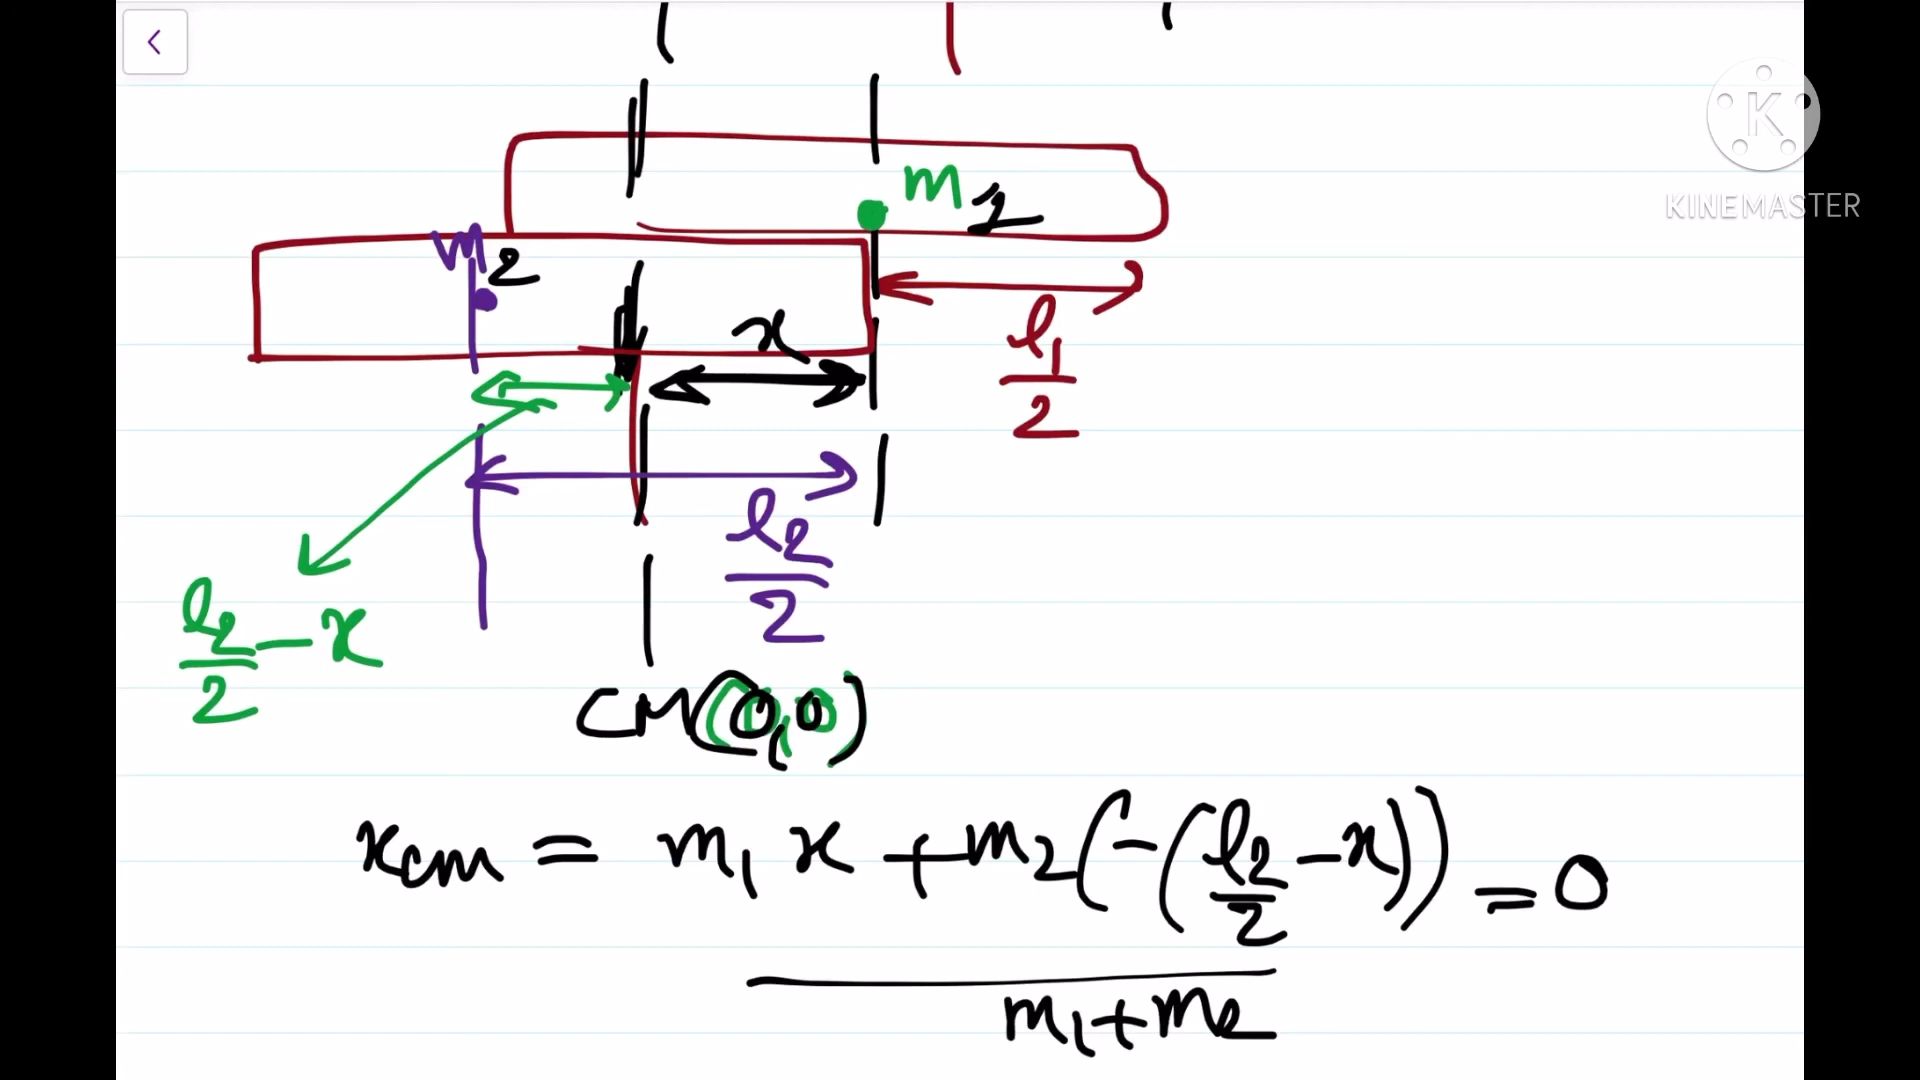 K
KINEMASTER
m1
m2
x
l1/2
l2/2
l2/2 - x
CM(0,0)
xcm = m1 x + m2(-(l2/2 - x)) = 0
m1+m2